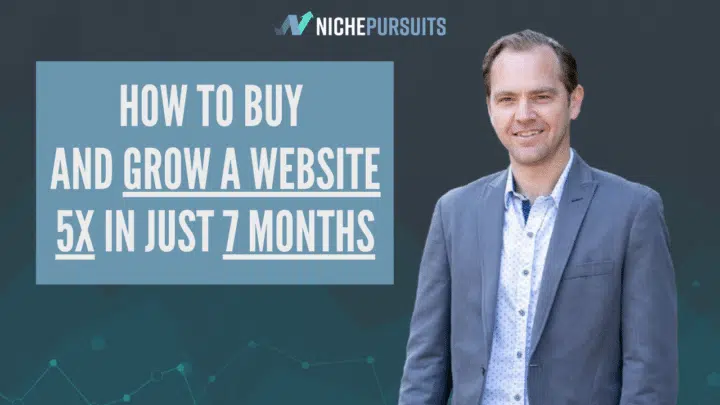 NICHEPURSUITS
HOW TO BUY
AND GROW A WEBSITE
5X IN JUST 7 MONTHS